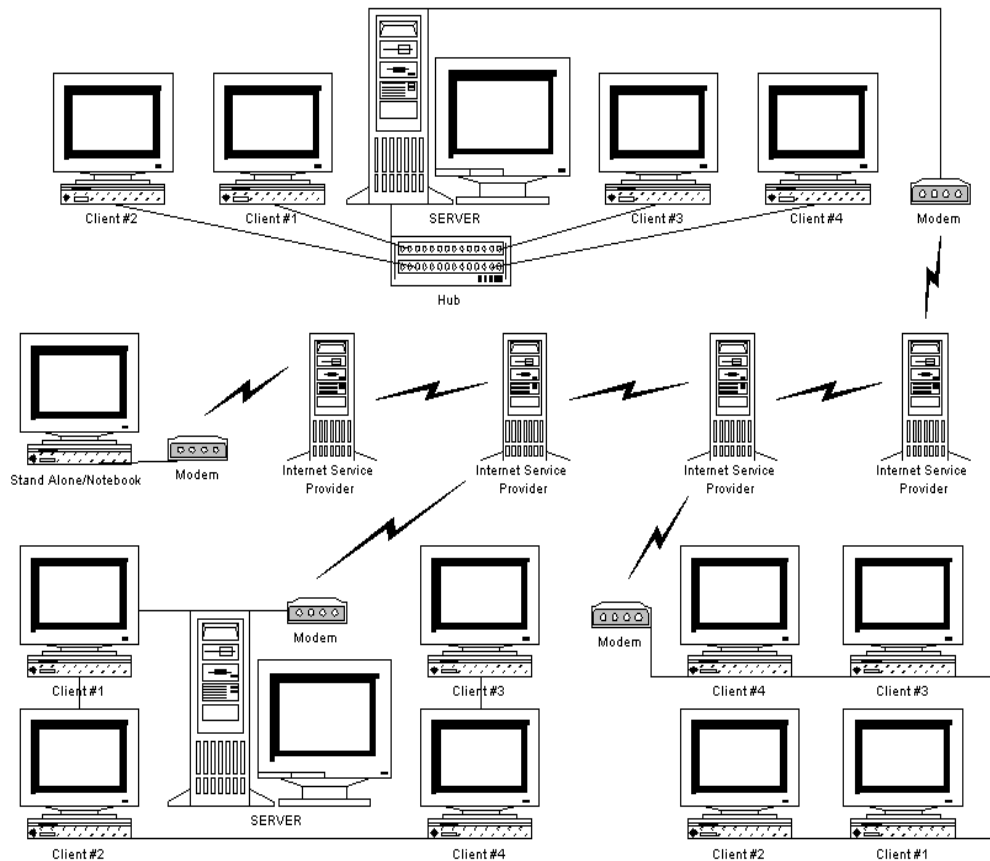 Client #2
Client #1
SERVER
Client #3
Client #4
Modem
Hub
Stand Alone/Notebook
Modem
Internet Service
Provider
Internet Service
Provider
Internet Service
Provider
Internet Service
Provider
Modem
Modem
Client #1
Client #3
Client #4
Client #3
SERVER
Client #2
Client #4
Client #2
Client #1